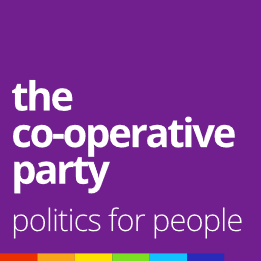 the
co-operative
party
politics for people